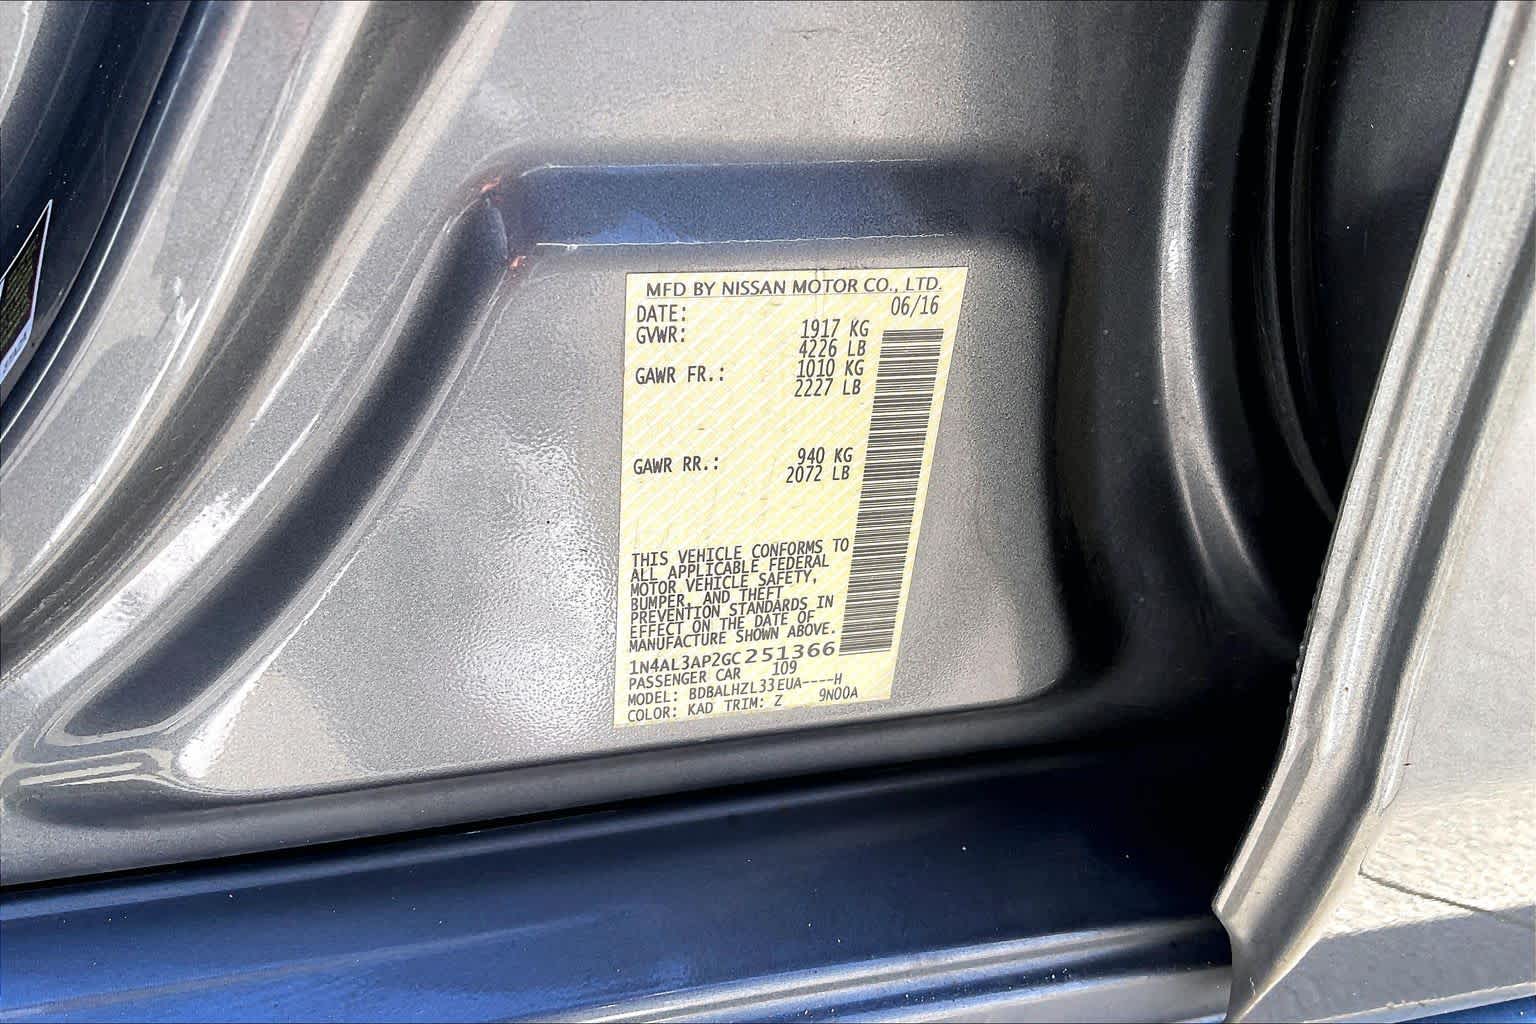 MFD BY NISSAN MOTOR CO., LTD.
DATE: 06/16
GVWR: 1917 KG
4226 LB
GAWR FR.: 1010 KG
2227 LB
GAWR RR.: 940 KG
2072 LB
THIS VEHICLE CONFORMS TO
ALL APPLICABLE FEDERAL
MOTOR VEHICLE SAFETY,
BUMPER, AND THEFT
PREVENTION STANDARDS IN
EFFECT ON THE DATE OF
MANUFACTURE SHOWN ABOVE.
1N4AL3AP2GC251366
PASSENGER CAR 109
MODEL: BDBALHZL33EUA----H
COLOR: KAD TRIM: Z 9N00A